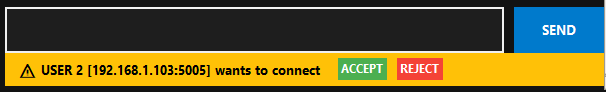 SEND
⚠ USER 2 [192.168.1.103:5005] wants to connect ACCEPT REJECT